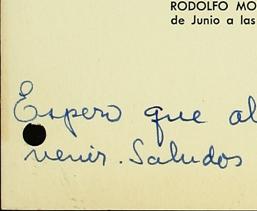 RODOLFO MO
de Junio a las
Espero que al
venir. Saludos